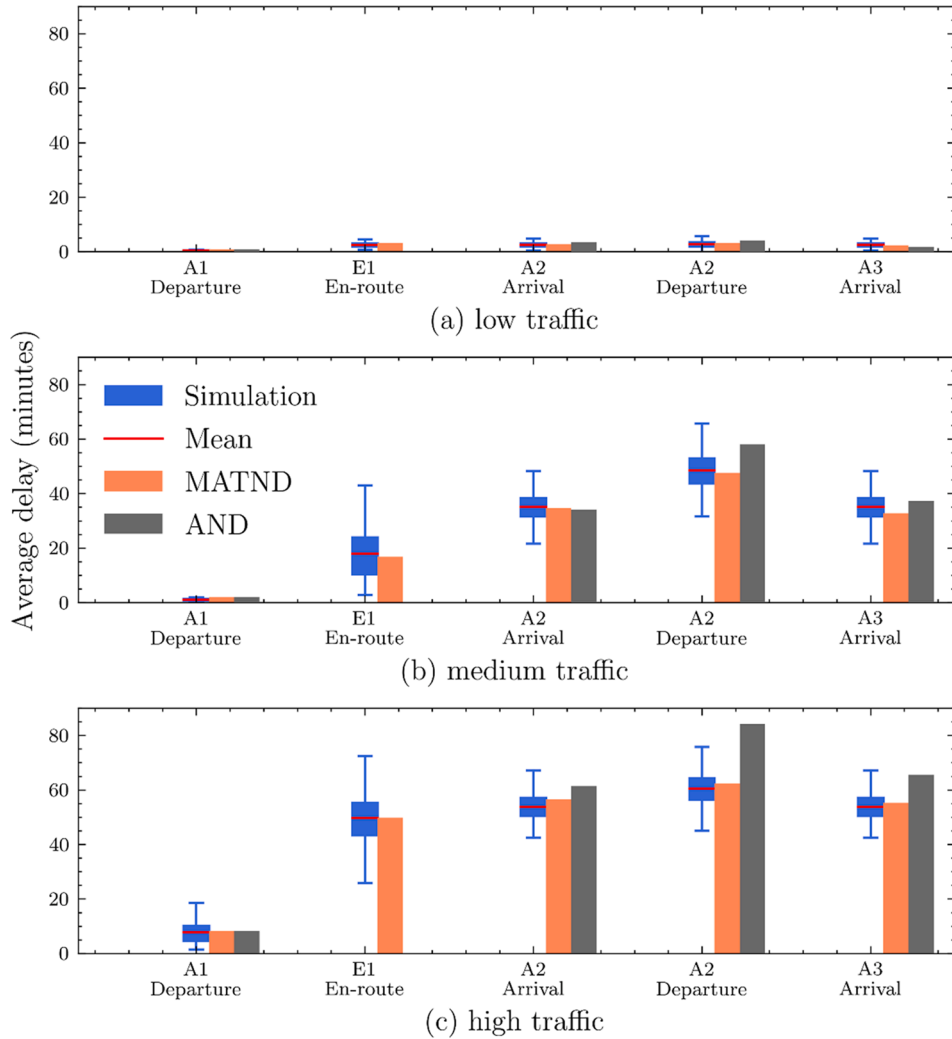 80
60
40
20
0
A1 E1 A2 A2 A3
Departure En-route Arrival Departure Arrival
(a) low traffic
Average delay (minutes)
80
60
40
20
0
Simulation
Mean
MATND
AND
A1 E1 A2 A2 A3
Departure En-route Arrival Departure Arrival
(b) medium traffic
80
60
40
20
0
A1 E1 A2 A2 A3
Departure En-route Arrival Departure Arrival
(c) high traffic